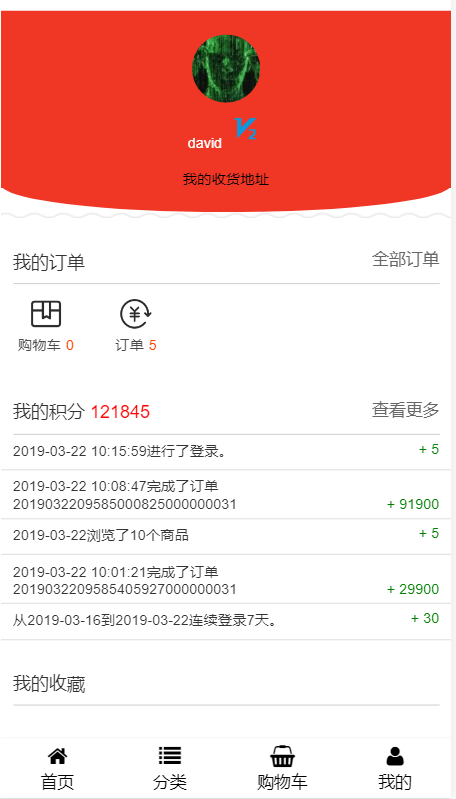 david V2
我的收货地址
我的订单 全部订单
购物车 0 订单 5
我的积分 121845 查看更多
2019-03-22 10:15:59进行了登录。 + 5
2019-03-22 10:08:47完成了订单
2019032209585000825000000031 + 91900
2019-03-22浏览了10个商品 + 5
2019-03-22 10:01:21完成了订单
2019032209585405927000000031 + 29900
从2019-03-16到2019-03-22连续登录7天。 + 30
我的收藏
首页 分类 购物车 我的